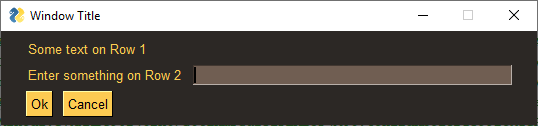 Window Title
Some text on Row 1
Enter something on Row 2
Ok Cancel